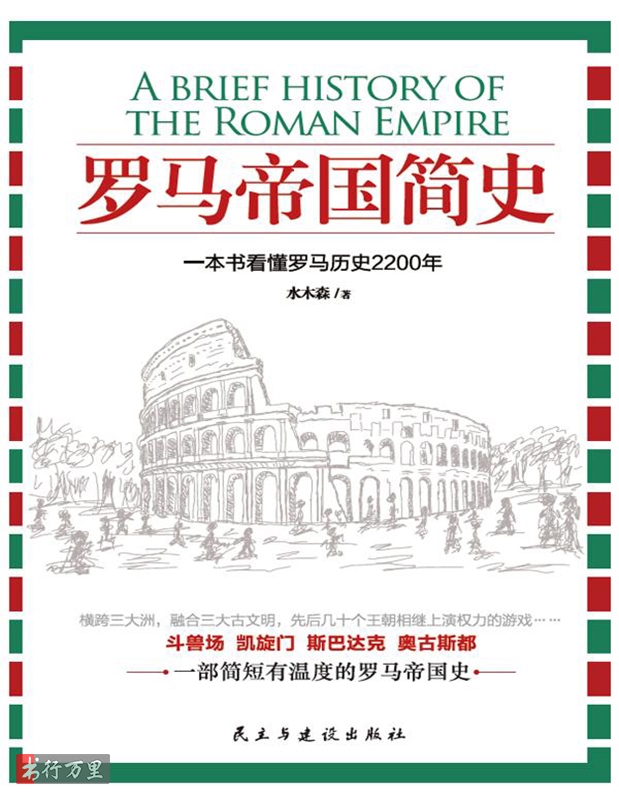 A BRIEF HISTORY OF
THE ROMAN EMPIRE
罗马帝国简史
一本书看懂罗马历史2200年
水木森 / 著
横跨三大洲，融合三大古文明，先后几十个王朝相继上演权力的游戏……
斗兽场 凯旋门 斯巴达克 奥古斯都
一部简短有温度的罗马帝国史
民主与建设出版社
书行万里